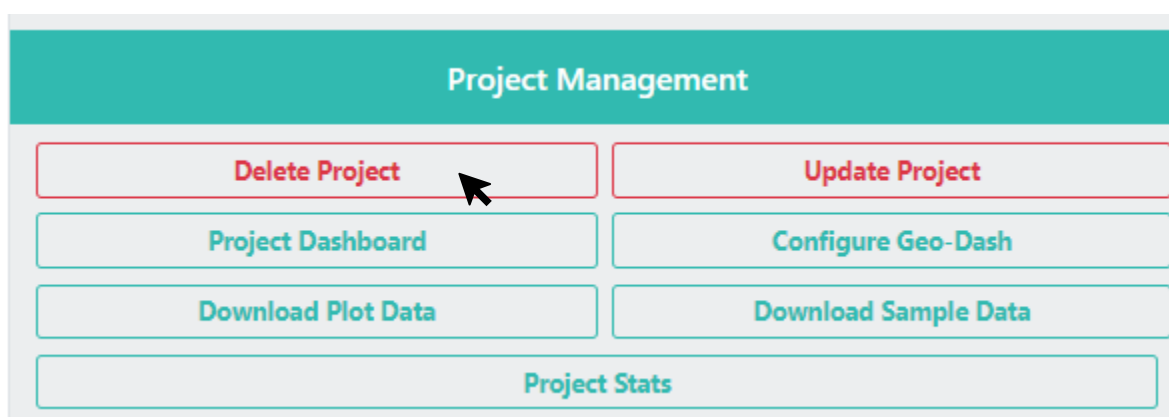 Project Management
Delete Project
Update Project
Project Dashboard
Configure Geo-Dash
Download Plot Data
Download Sample Data
Project Stats